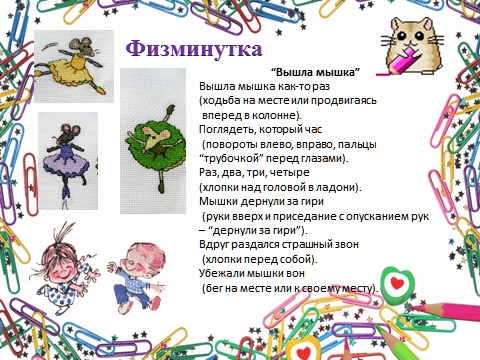 Физминутка
“Вышла мышка”
Вышла мышка как-то раз
(ходьба на месте или продвигаясь
вперед в колонне).
Поглядеть, который час
(повороты влево, вправо, пальцы
“трубочкой” перед глазами).
Раз, два, три, четыре
(хлопки над головой в ладони).
Мышки дернули за гири
(руки вверх и приседание с опусканием рук
– “дернули за гири”).
Вдруг раздался страшный звон
(хлопки перед собой).
Убежали мышки вон
(бег на месте или к своему месту).